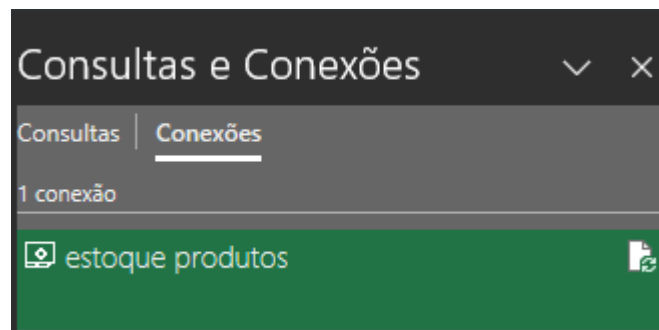 Consultas e Conexões
Consultas Conexões
1 conexão
estoque produtos